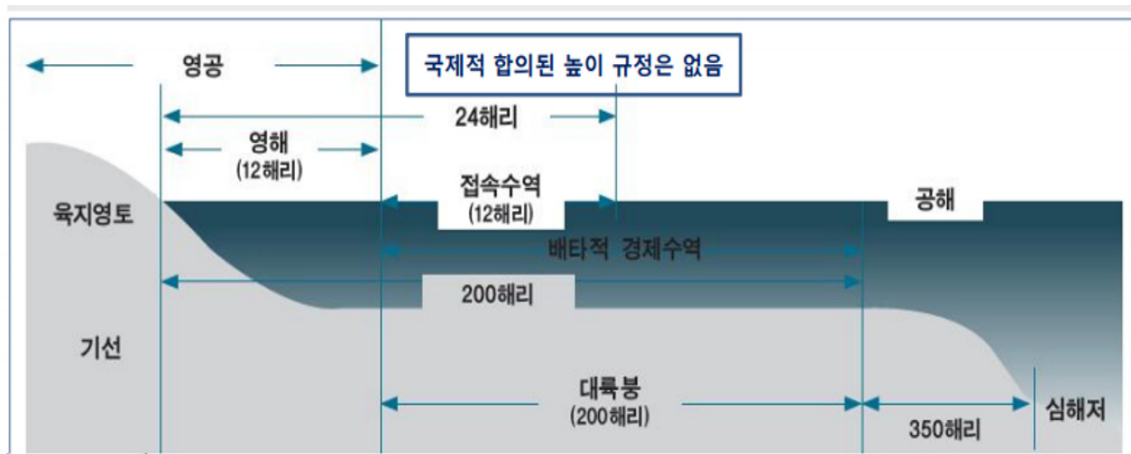 영공
국제적 합의된 높이 규정은 없음
24해리
영해
(12해리)
접속수역
(12해리)
육지영토
공해
배타적 경제수역
200해리
기선
대륙붕
(200해리)
350해리
심해저